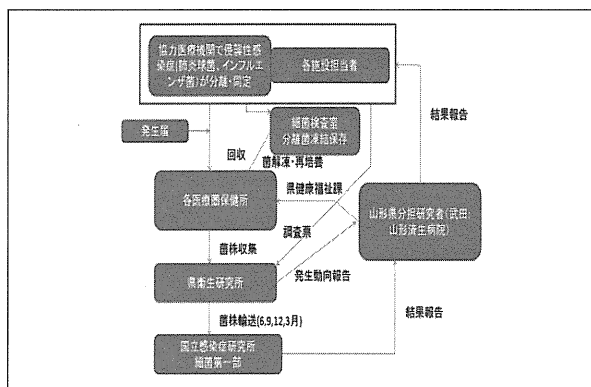 協力医療機関で侵襲性感
染症(肺炎球菌、インフルエ
ンザ菌)が分離・同定
各施設担当者
結果報告
発生届
細菌検査室
分離菌凍結保存
回収
菌解凍・再培養
県健康福祉課
各医療圏保健所
山形県分担研究者(武田:
山形済生病院)
調査票
菌株収集
県衛生研究所
発生動向報告
結果報告
菌株輸送(6,9,12,3月)
国立感染症研究所
細菌第一部